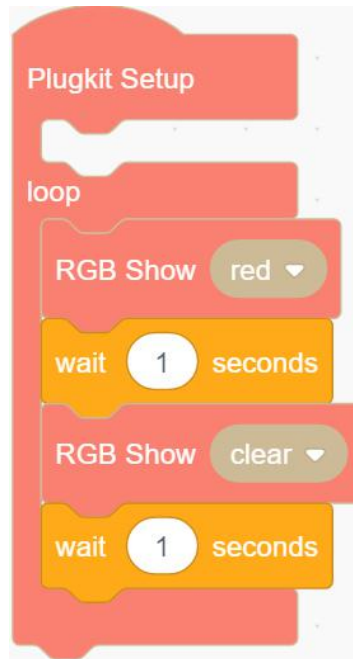 Plugkit Setup
loop
RGB Show red
wait 1 seconds
RGB Show clear
wait 1 seconds